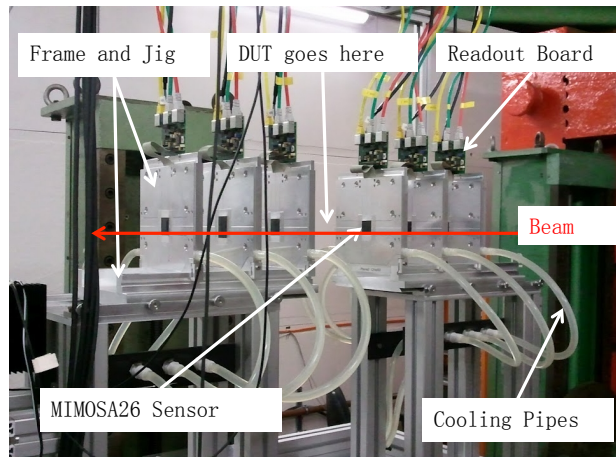 Frame and Jig
DUT goes here
Readout Board
Beam
MIMOSA26 Sensor
Cooling Pipes